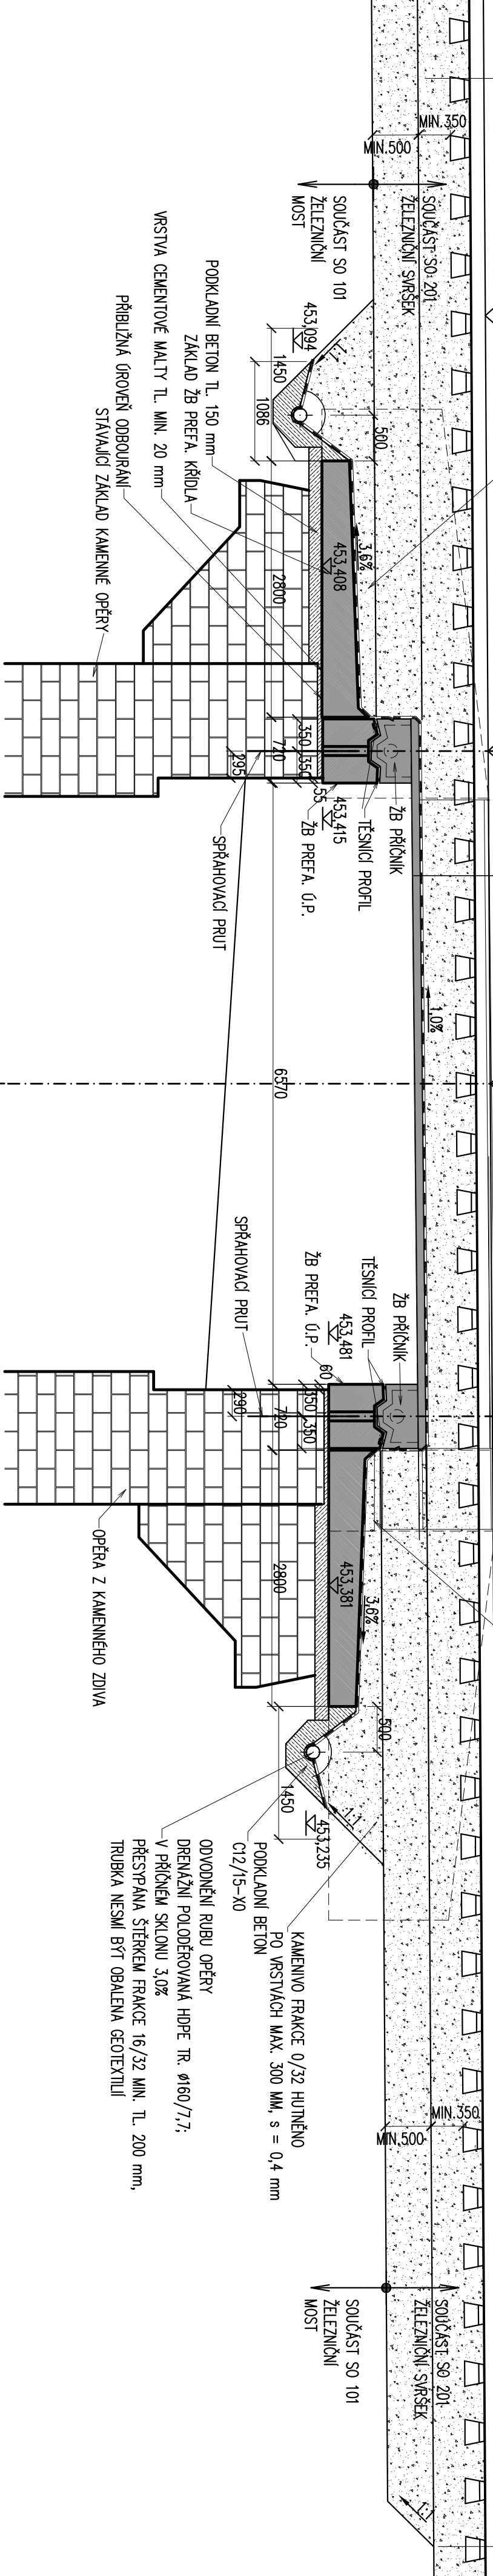 MIN.350
MIN.500
SOUČÁST SO 201
ŽELEZNIČNÍ SVRŠEK
SOUČÁST SO 101
ŽELEZNIČNÍ
MOST
453,094
1:1
1450
1086
500
PODKLADNÍ BETON TL. 150 mm
ZÁKLAD ŽB PREFA. KŘÍDLA
VRSTVA CEMENTOVÉ MALTY TL. MIN. 20 mm
PŘIBLIŽNÁ ÚROVEŇ ODBOURÁNÍ
STÁVAJÍCÍ ZÁKLAD KAMENNÉ OPĚRY
3,6%
453,408
2800
350
350
720
295
55
453,415
ŽB PŘÍČNÍK
TĚSNÍCÍ PROFIL
ŽB PREFA. Ú.P.
SPŘAHOVACÍ PRUT
1,0%
6570
SPŘAHOVACÍ PRUT
ŽB PREFA. Ú.P.
TĚSNÍCÍ PROFIL
ŽB PŘÍČNÍK
453,481
60
350
350
720
290
OPĚRA Z KAMENNÉHO ZDIVA
2800
453,381
3,6%
500
1450
453,235
1:1
KAMENIVO FRAKCE 0/32 HUTNĚNO
PO VRSTVÁCH MAX. 300 MM, s = 0,4 mm
PODKLADNÍ BETON
C12/15-X0
ODVODNĚNÍ RUBU OPĚRY
DRENÁŽNÍ POLODĚROVANÁ HDPE TR. ø160/7,7;
V PŘÍČNÉM SKLONU 3,0%
PŘESYPÁNA ŠTĚRKEM FRAKCE 16/32 MIN. TL. 200 mm,
TRUBKA NESMÍ BÝT OBALENA GEOTEXTILIÍ
MIN.350
MIN.500
SOUČÁST SO 201
ŽELEZNIČNÍ SVRŠEK
SOUČÁST SO 101
ŽELEZNIČNÍ
MOST
1:1